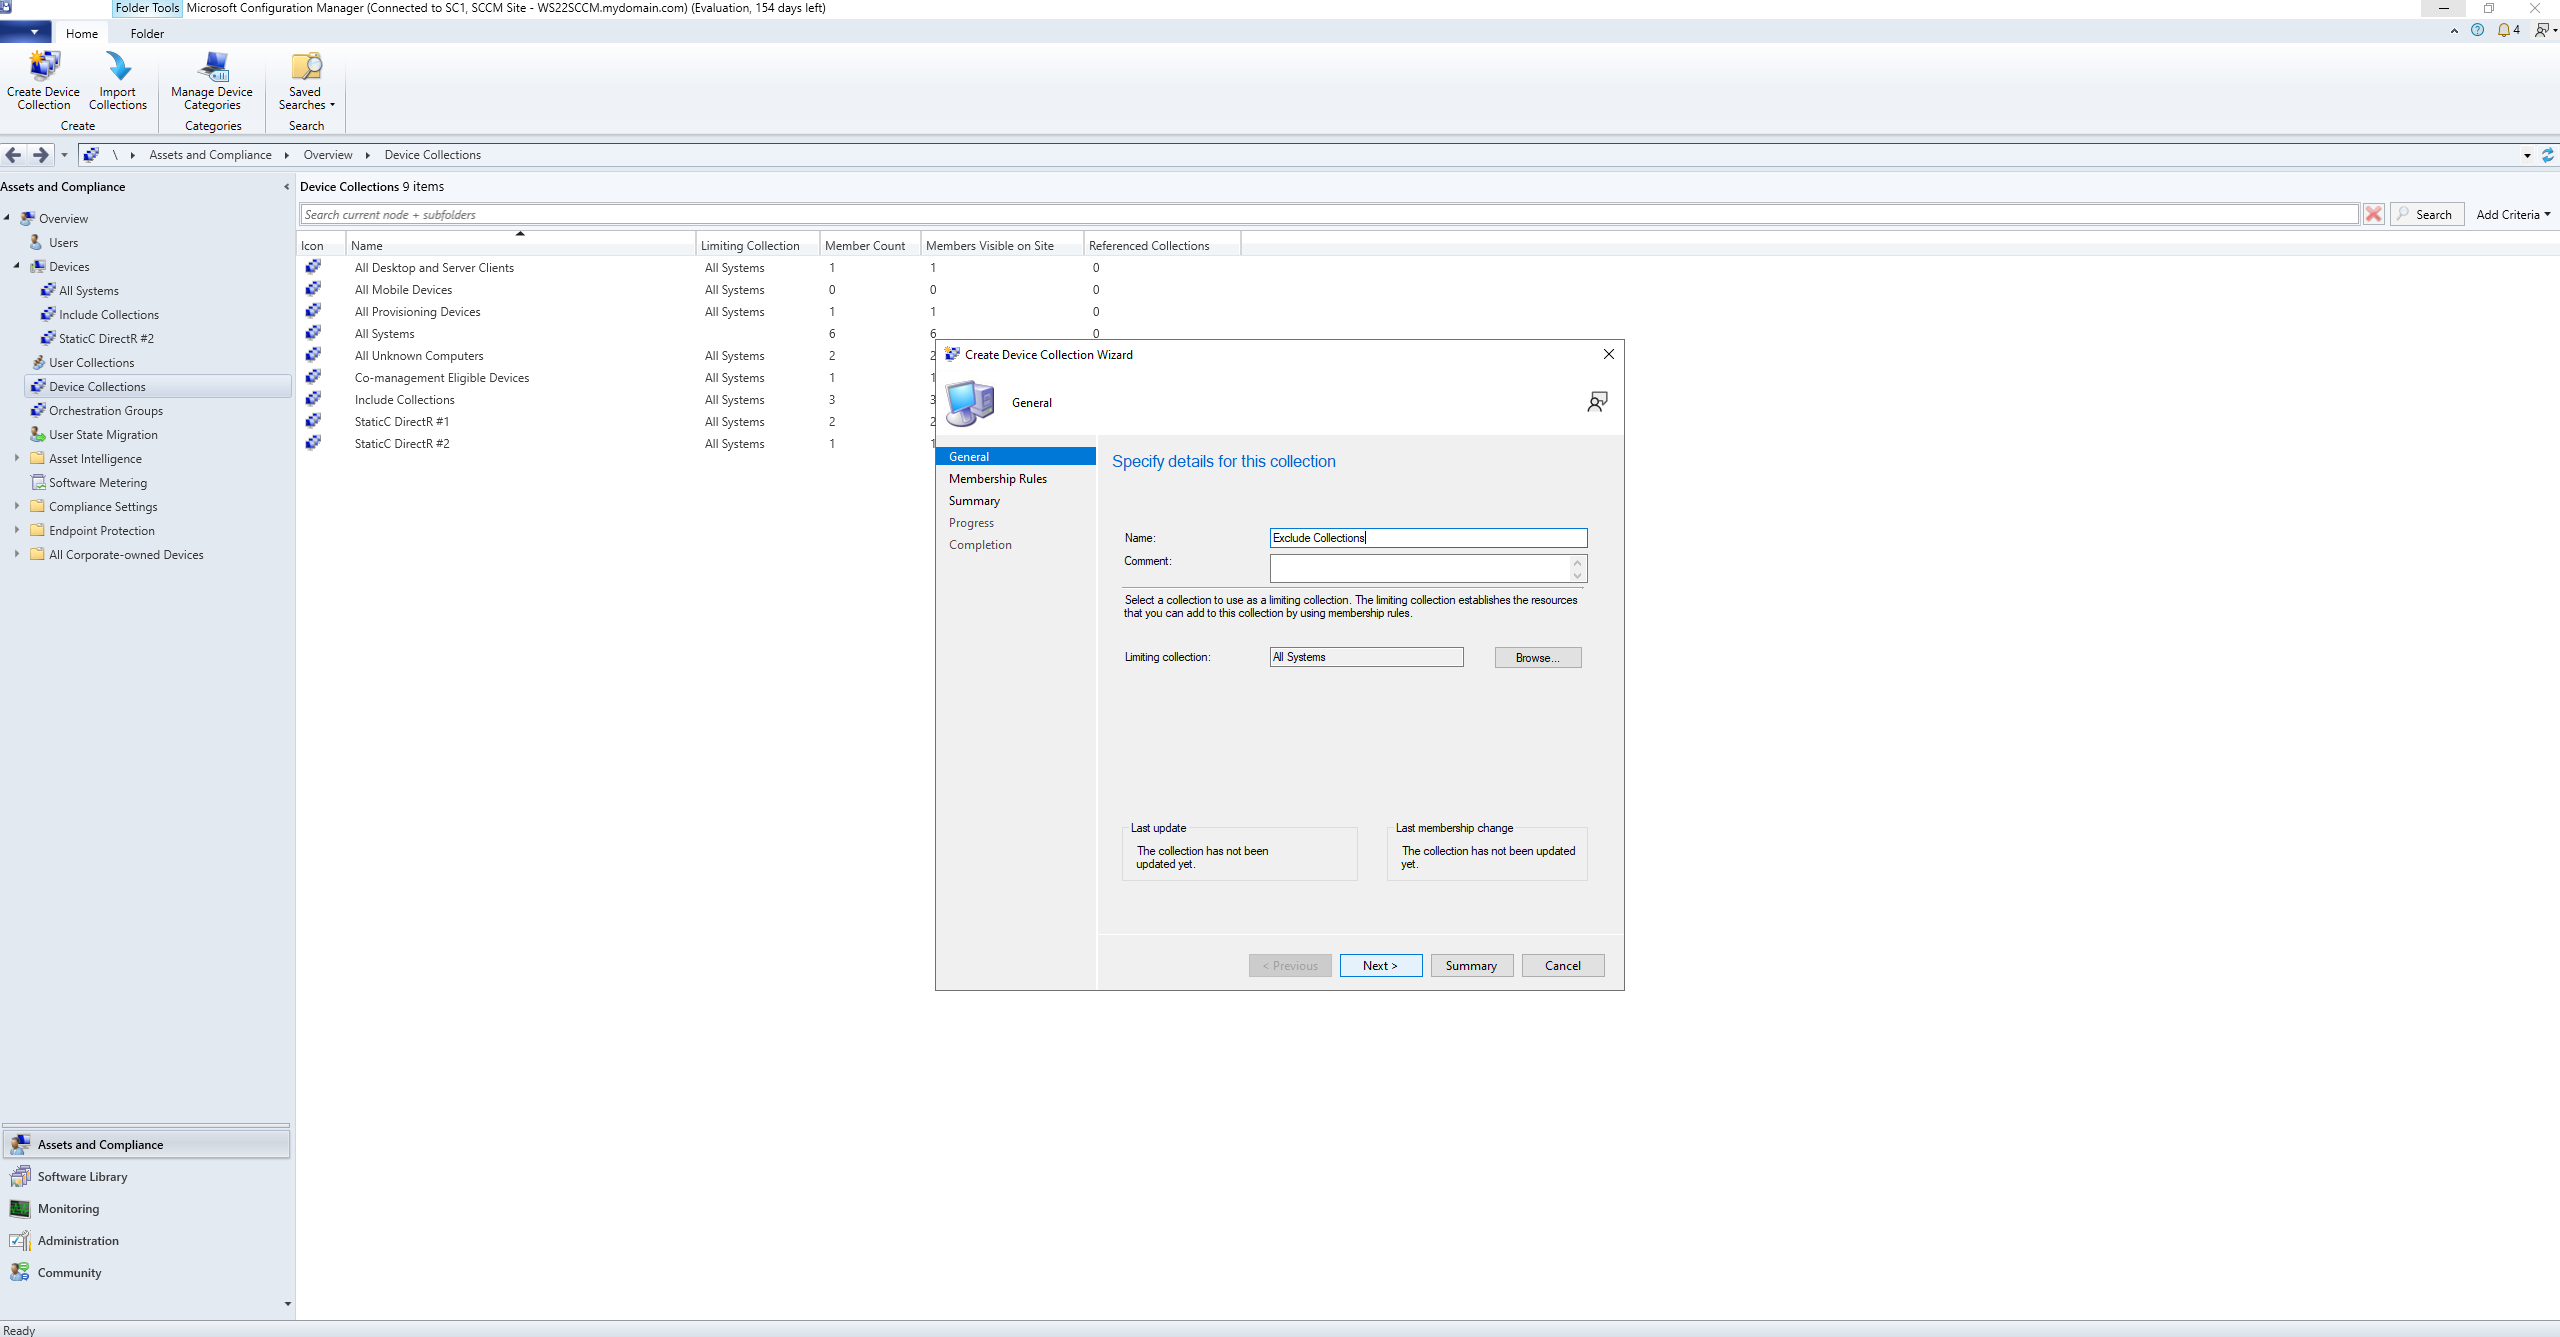 Folder Tools Microsoft Configuration Manager (Connected to SC1, SCCM Site - WS22SCCM.mydomain.com) (Evaluation, 154 days left)
Home Folder
4
Create Device Collection
Import Collections
Manage Device Categories
Saved Searches
Create Categories Search
\ Assets and Compliance Overview Device Collections
Assets and Compliance
Overview
Users
Devices
All Systems
Include Collections
StaticC DirectR #2
User Collections
Device Collections
Orchestration Groups
User State Migration
Asset Intelligence
Software Metering
Compliance Settings
Endpoint Protection
All Corporate-owned Devices
Assets and Compliance
Software Library
Monitoring
Administration
Community
Device Collections 9 items
Search current node + subfolders Search Add Criteria
Icon Name Limiting Collection Member Count Members Visible on Site Referenced Collections
All Desktop and Server Clients All Systems 1 1 0
All Mobile Devices All Systems 0 0 0
All Provisioning Devices All Systems 1 1 0
All Systems 6 6 0
All Unknown Computers All Systems 2 2
Co-management Eligible Devices All Systems 1 1
Include Collections All Systems 3 3
StaticC DirectR #1 All Systems 2 2
StaticC DirectR #2 All Systems 1 1
Create Device Collection Wizard
General
General
Membership Rules
Summary
Progress
Completion
Specify details for this collection
Name: Exclude Collections
Comment:
Select a collection to use as a limiting collection. The limiting collection establishes the resources
that you can add to this collection by using membership rules.
Limiting collection: All Systems Browse...
Last update
The collection has not been
updated yet.
Last membership change
The collection has not been updated
yet.
< Previous Next > Summary Cancel
Ready